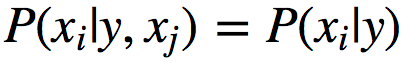 P(xᵢ|y, xⱼ) = P(xᵢ|y)